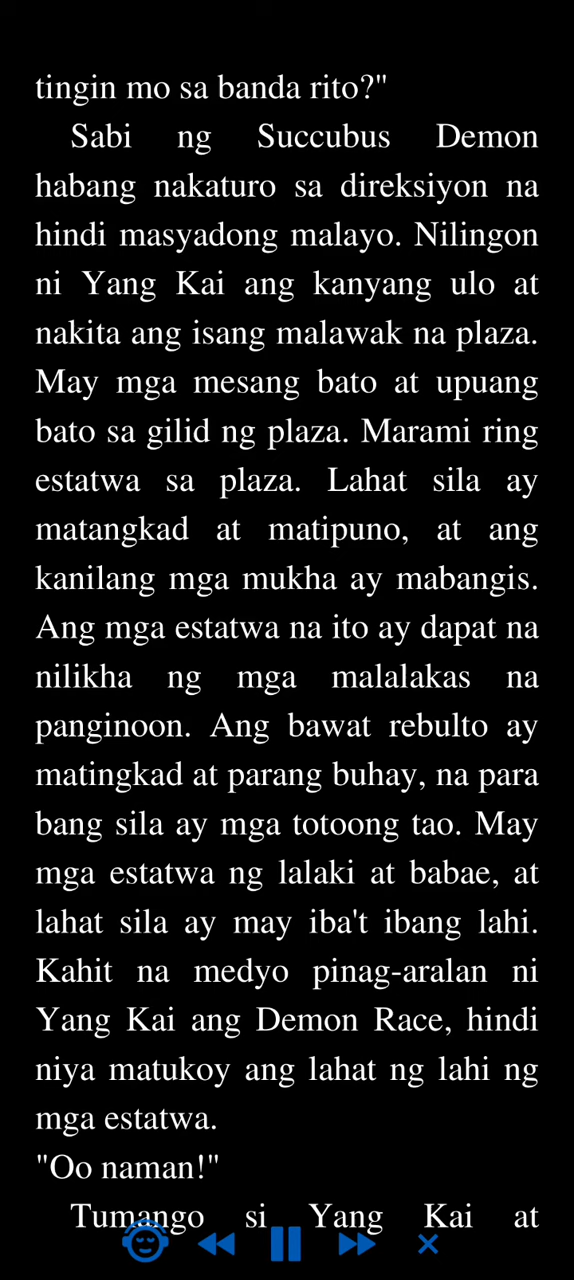 tingin mo sa banda rito?"
Sabi ng Succubus Demon
habang nakaturo sa direksiyon na
hindi masyadong malayo. Nilingon
ni Yang Kai ang kanyang ulo at
nakita ang isang malawak na plaza.
May mga mesang bato at upuang
bato sa gilid ng plaza. Marami ring
estatwa sa plaza. Lahat sila ay
matangkad at matipuno, at ang
kanilang mga mukha ay mabangis.
Ang mga estatwa na ito ay dapat na
nilikha ng mga malalakas na
panginoon. Ang bawat rebulto ay
matingkad at parang buhay, na para
bang sila ay mga totoong tao. May
mga estatwa ng lalaki at babae, at
lahat sila ay may iba't ibang lahi.
Kahit na medyo pinag-aralan ni
Yang Kai ang Demon Race, hindi
niya matukoy ang lahat ng lahi ng
mga estatwa.
"Oo naman!"
Tumango si Yang Kai at